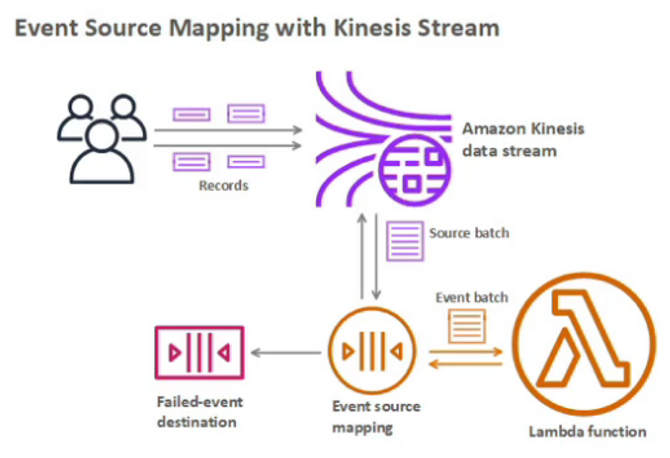 Event Source Mapping with Kinesis Stream
Records
Amazon Kinesis
data stream
Source batch
Event batch
Failed-event
destination
Event source
mapping
Lambda function